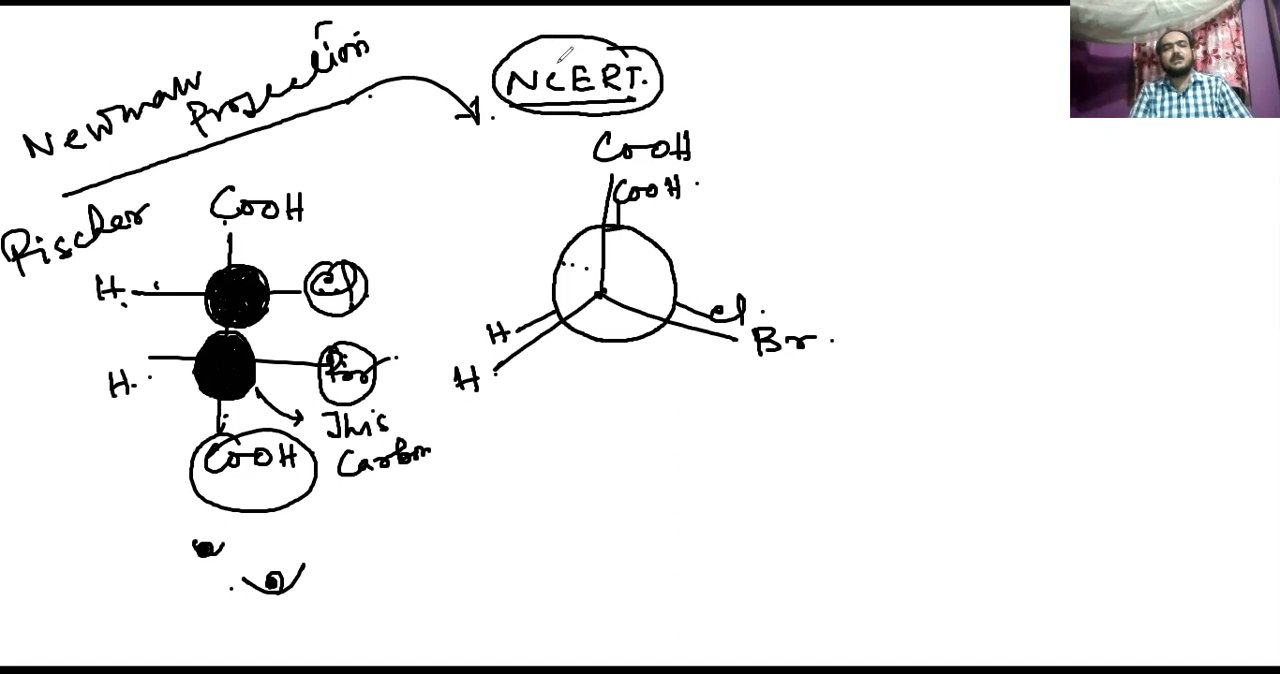 Newman
Projection
NCERT.
Fischer
COOH
H. Cl
H. Br
This
Carbon
COOH
COOH
COOH.
H Cl.
H Br.